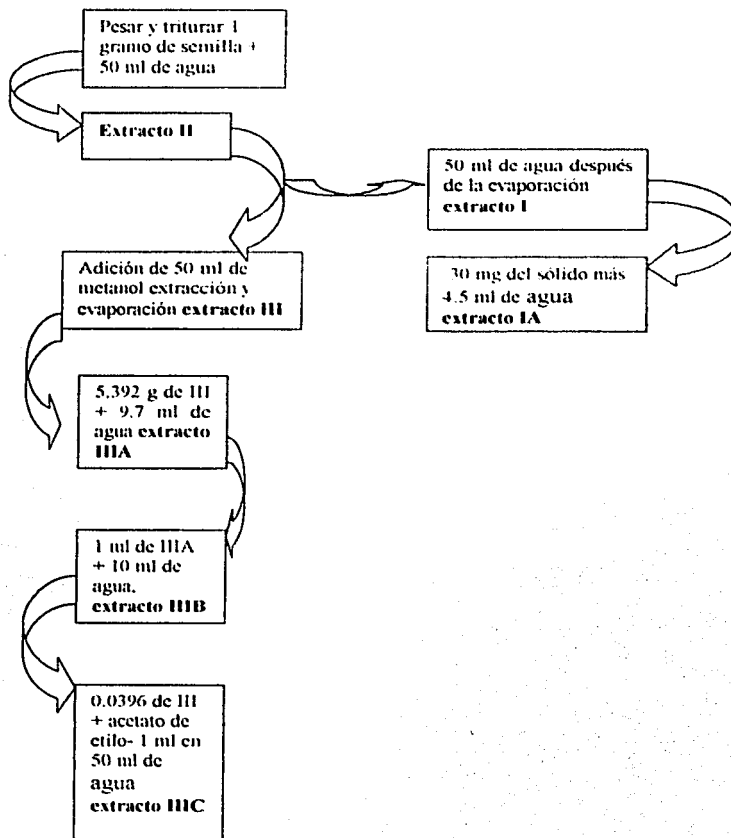 Pesar y triturar 1
gramo de semilla +
50 ml de agua
Extracto II
50 ml de agua después
de la evaporación
extracto I
Adición de 50 ml de
metanol extracción y
evaporación extracto III
30 mg del sólido más
4.5 ml de agua
extracto IA
5.392 g de III
+ 9.7 ml de
agua extracto
IIIA
1 ml de IIIA
+ 10 ml de
agua.
extracto IIIB
0.0396 de III
+ acetato de
etilo- 1 ml en
50 ml de
agua
extracto IIIC